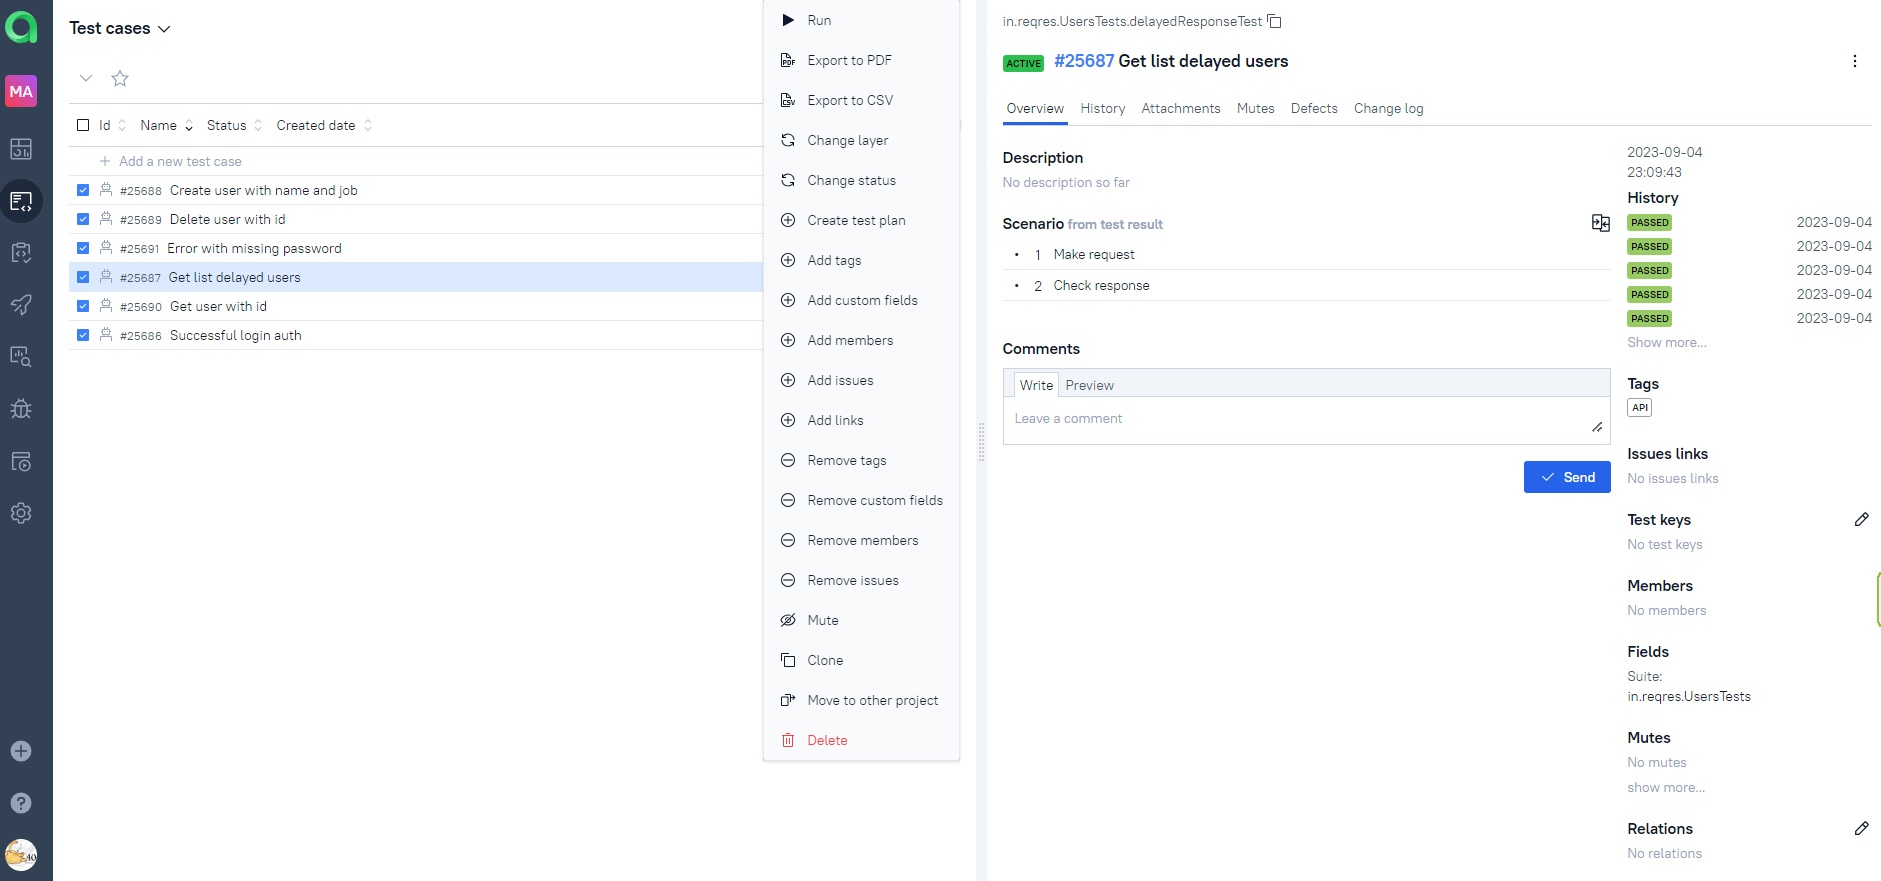 MA
Test cases
Id Name Status Created date
Add a new test case
#25688 Create user with name and job
#25689 Delete user with id
#25691 Error with missing password
#25687 Get list delayed users
#25690 Get user with id
#25686 Successful login auth
Run
Export to PDF
Export to CSV
Change layer
Change status
Create test plan
Add tags
Add custom fields
Add members
Add issues
Add links
Remove tags
Remove custom fields
Remove members
Remove issues
Mute
Clone
Move to other project
Delete
in.reqres.UsersTests.delayedResponseTest
ACTIVE #25687 Get list delayed users
Overview History Attachments Mutes Defects Change log
Description
No description so far
Scenario from test result
1 Make request
2 Check response
Comments
Write Preview
Leave a comment
Send
2023-09-04
23:09:43
History
PASSED 2023-09-04
PASSED 2023-09-04
PASSED 2023-09-04
PASSED 2023-09-04
PASSED 2023-09-04
Show more...
Tags
API
Issues links
No issues links
Test keys
No test keys
Members
No members
Fields
Suite:
in.reqres.UsersTests
Mutes
No mutes
show more...
Relations
No relations